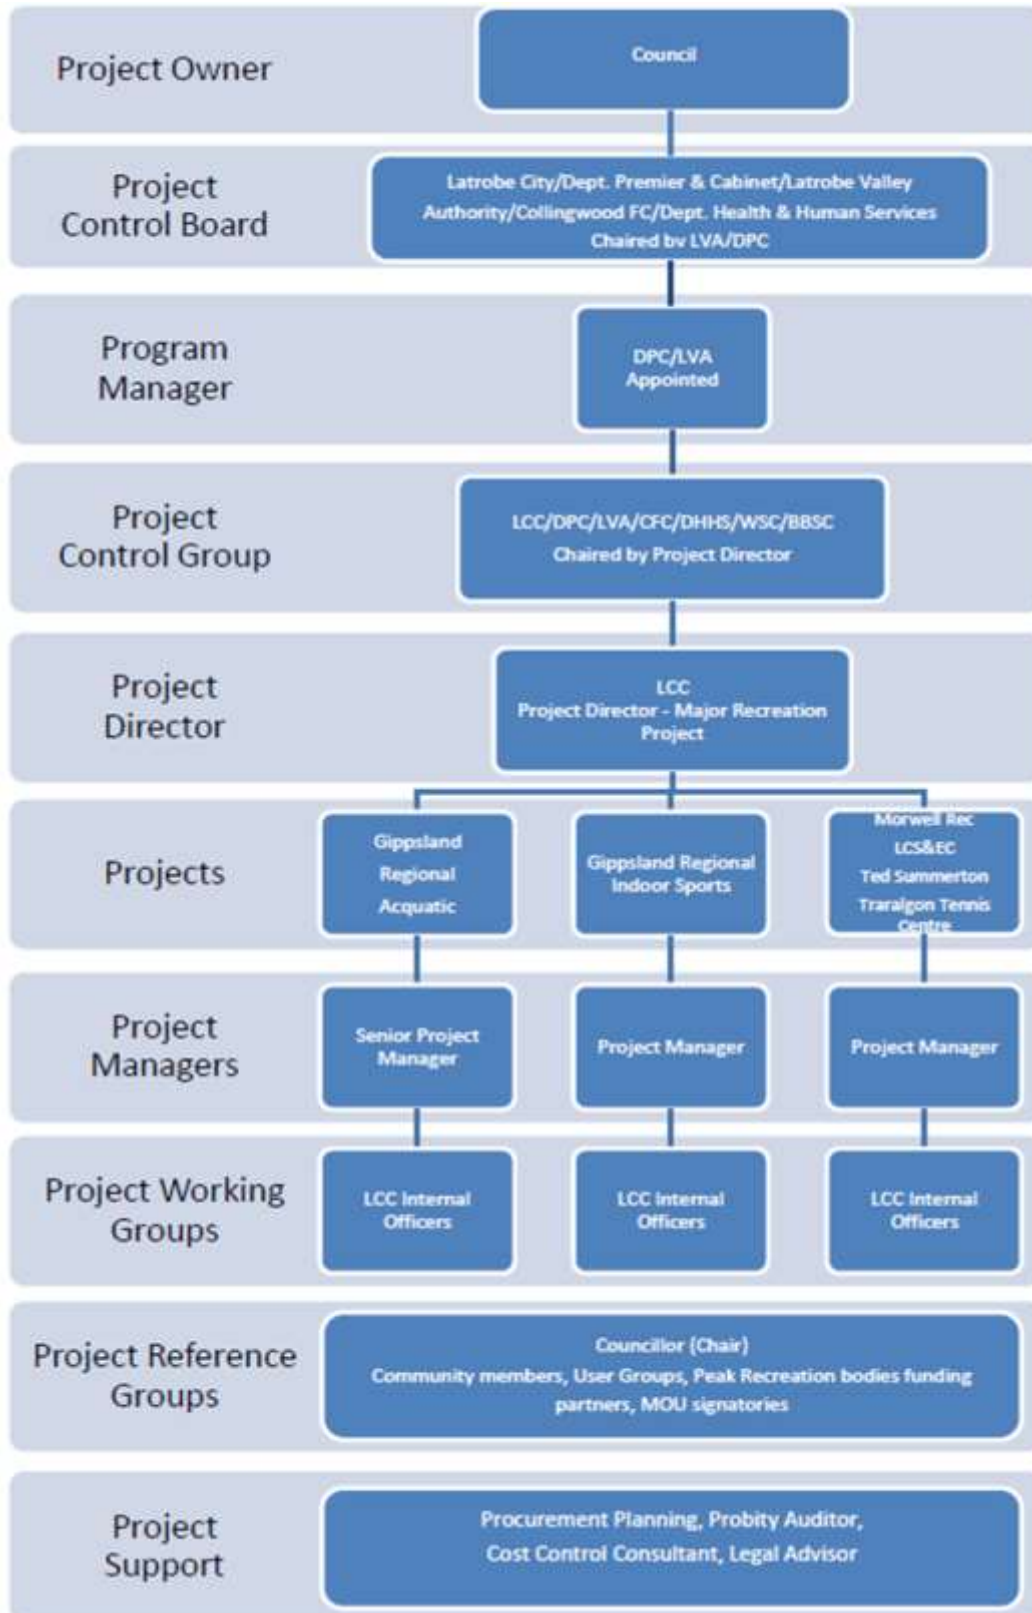 Project Owner
Council
Project
Control Board
Latrobe City/Dept. Premier & Cabinet/Latrobe Valley
Authority/Collingwood FC/Dept. Health & Human Services
Chaired by LVA/DPC
Program
Manager
DPC/LVA
Appointed
Project
Control Group
LCC/DPC/LVA/CFC/DHHS/WSC/BBSC
Chaired by Project Director
Project
Director
LCC
Project Director - Major Recreation
Project
Projects
Gippsland
Regional
Acquatic
Gippsland Regional
Indoor Sports
Morwell Rec
LCS&EC
Ted Summerton
Traralgon Tennis
Centre
Project
Managers
Senior Project
Manager
Project Manager
Project Manager
Project Working
Groups
LCC Internal
Officers
LCC Internal
Officers
LCC Internal
Officers
Project Reference
Groups
Councillor (Chair)
Community members, User Groups, Peak Recreation bodies funding
partners, MOU signatories
Project
Support
Procurement Planning, Probity Auditor,
Cost Control Consultant, Legal Advisor